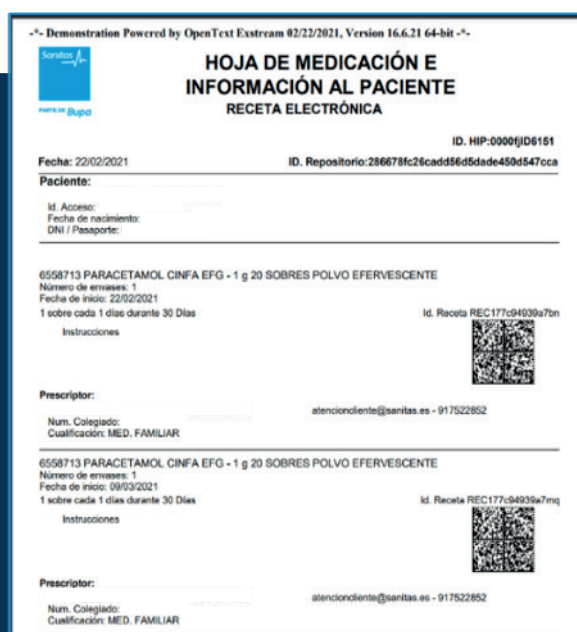 -*- Demonstration Powered by OpenText Exstream 02/22/2021, Version 16.6.21 64-bit -*-
Sanitas
PARTE DE Bupa
HOJA DE MEDICACIÓN E
INFORMACIÓN AL PACIENTE
RECETA ELECTRÓNICA
ID. HIP:0000fjID6151
Fecha: 22/02/2021 ID. Repositorio:286678fc26cadd56d5dade450d547cca
Paciente:
Id. Acceso:
Fecha de nacimiento:
DNI / Pasaporte:
6558713 PARACETAMOL CINFA EFG - 1 g 20 SOBRES POLVO EFERVESCENTE
Número de envases: 1
Fecha de inicio: 22/02/2021
1 sobre cada 1 días durante 30 Días Id. Receta REC177c94939a7bn
Instrucciones
Prescriptor:
atencioncliente@sanitas.es - 917522852
Num. Colegiado:
Cualificación: MED. FAMILIAR
6558713 PARACETAMOL CINFA EFG - 1 g 20 SOBRES POLVO EFERVESCENTE
Número de envases: 1
Fecha de inicio: 09/03/2021
1 sobre cada 1 días durante 30 Días Id. Receta REC177c94939a7mq
Instrucciones
Prescriptor:
atencioncliente@sanitas.es - 917522852
Num. Colegiado:
Cualificación: MED. FAMILIAR